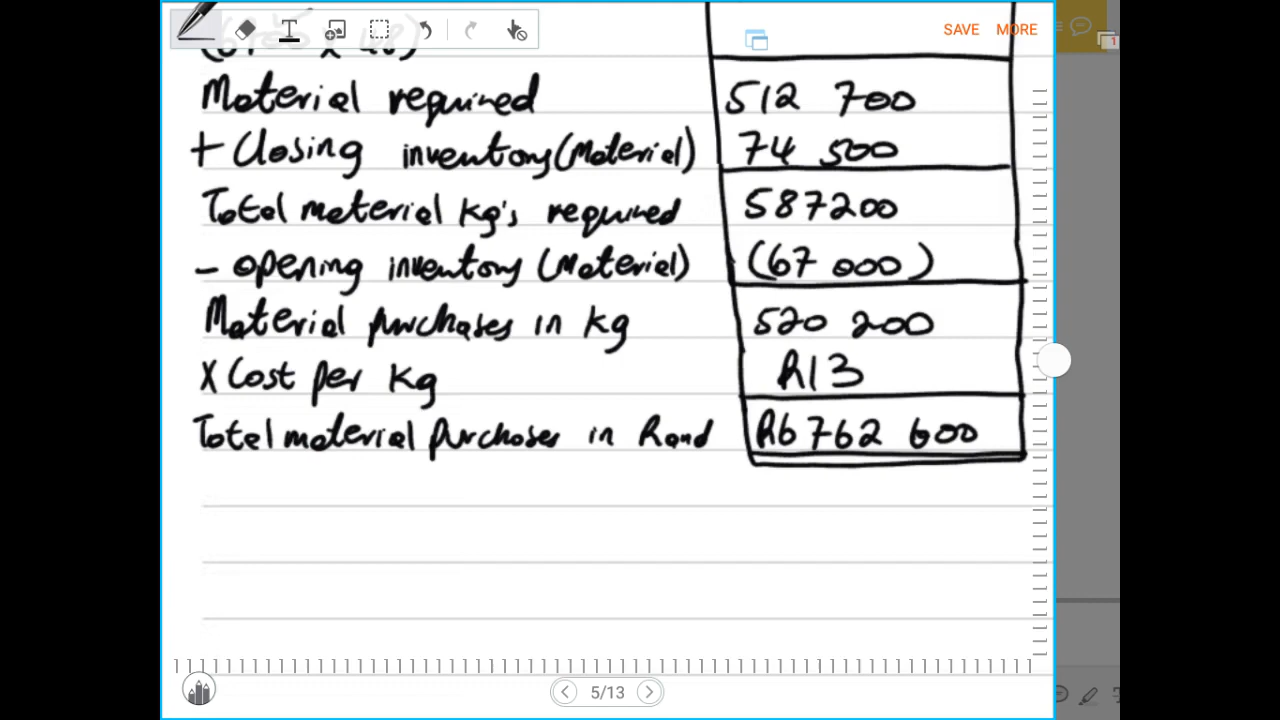 SAVE MORE
1
Material required 512 700
+ Closing inventory (Material) 74 500
Total material kg's required 587200
- opening inventory (Material) (67 000)
Material purchases in kg 520 200
X Cost per kg R13
Total material purchases in Rand R6 762 600
5/13